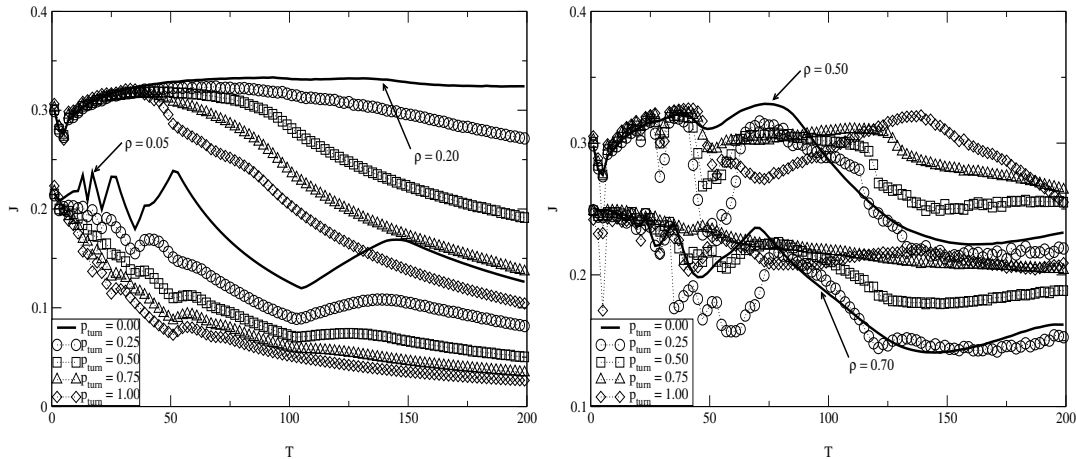 0.4
0.3
0.2
0.1
0
J
0
50
100
150
200
T
ρ = 0.05
ρ = 0.20
p_turn = 0.00
p_turn = 0.25
p_turn = 0.50
p_turn = 0.75
p_turn = 1.00
0.4
0.3
0.2
0.1
J
0
50
100
150
200
T
ρ = 0.50
ρ = 0.70
p_turn = 0.00
p_turn = 0.25
p_turn = 0.50
p_turn = 0.75
p_turn = 1.00